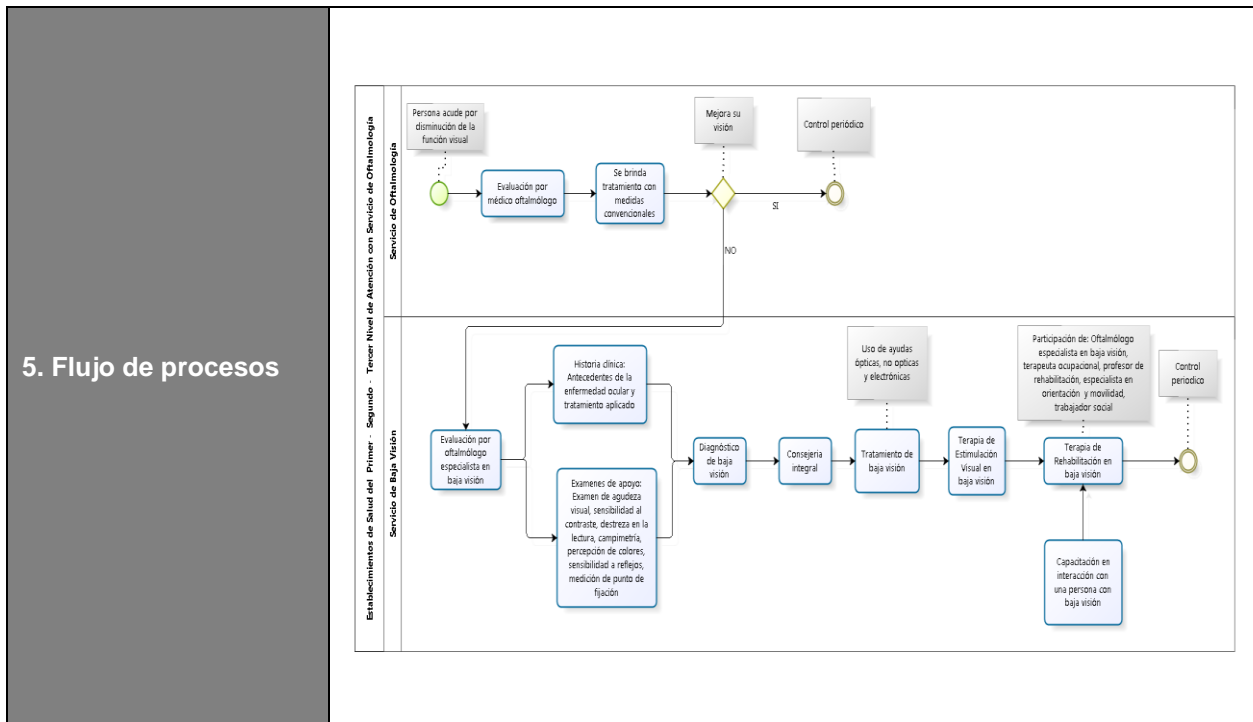 5. Flujo de procesos
Establecimientos de Salud del Primer - Segundo - Tercer Nivel de Atención con Servicio de Oftalmología
Servicio de Oftalmología
Persona acude por
disminución de la
función visual
Evaluación por
médico oftalmólogo
Se brinda
tratamiento con
medidas
convencionales
Mejora su
visión
SI
NO
Control periódico
Servicio de Baja Visión
Evaluación por
oftalmólogo
especialista en
baja visión
Historia clínica:
Antecedentes de la
enfermedad ocular y
tratamiento aplicado
Examenes de apoyo:
Examen de agudeza
visual, sensibilidad al
contraste, destreza en la
lectura, campimetría,
percepción de colores,
sensibilidad a reflejos,
medición de punto de
fijación
Diagnóstico
de baja
visión
Consejeria
integral
Uso de ayudas
ópticas, no opticas
y electrónicas
Tratamiento de
baja visión
Terapia de
Estimulación
Visual en
baja visión
Participación de: Oftalmólogo
especialista en baja visión,
terapeuta ocupacional, profesor de
rehabilitación, especialista en
orientación y movilidad,
trabajador social
Terapia de
Rehabilitación en
baja visión
Capacitación en
interacción con
una persona con
baja visión
Control
periodico